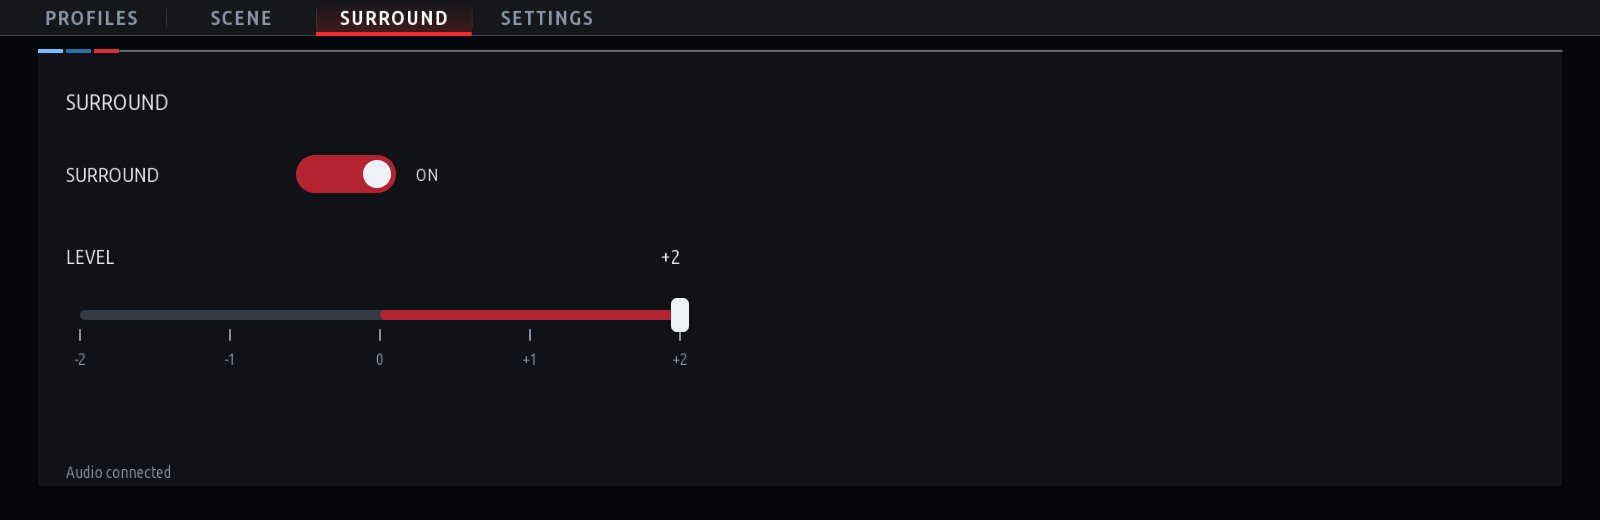 PROFILES SCENE SURROUND SETTINGS
SURROUND
SURROUND ON
LEVEL +2
-2 -1 0 +1 +2
Audio connected